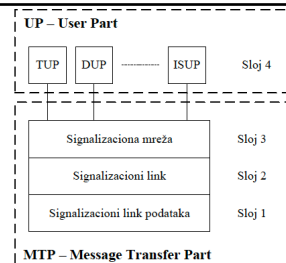 UP – User Part
TUP DUP ISUP Sloj 4
Signalizaciona mreža Sloj 3
Signalizacioni link Sloj 2
Signalizacioni link podataka Sloj 1
MTP – Message Transfer Part